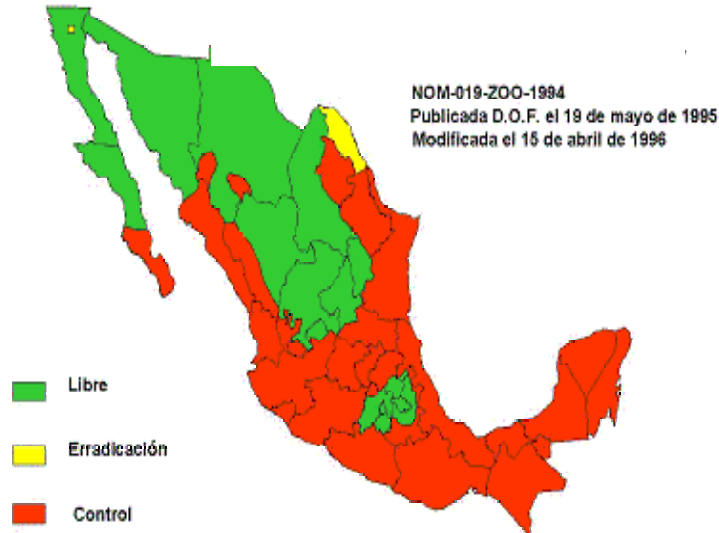 NOM-019-ZOO-1994
Publicada D.O.F. el 19 de mayo de 1995
Modificada el 15 de abril de 1996
Libre
Erradicación
Control